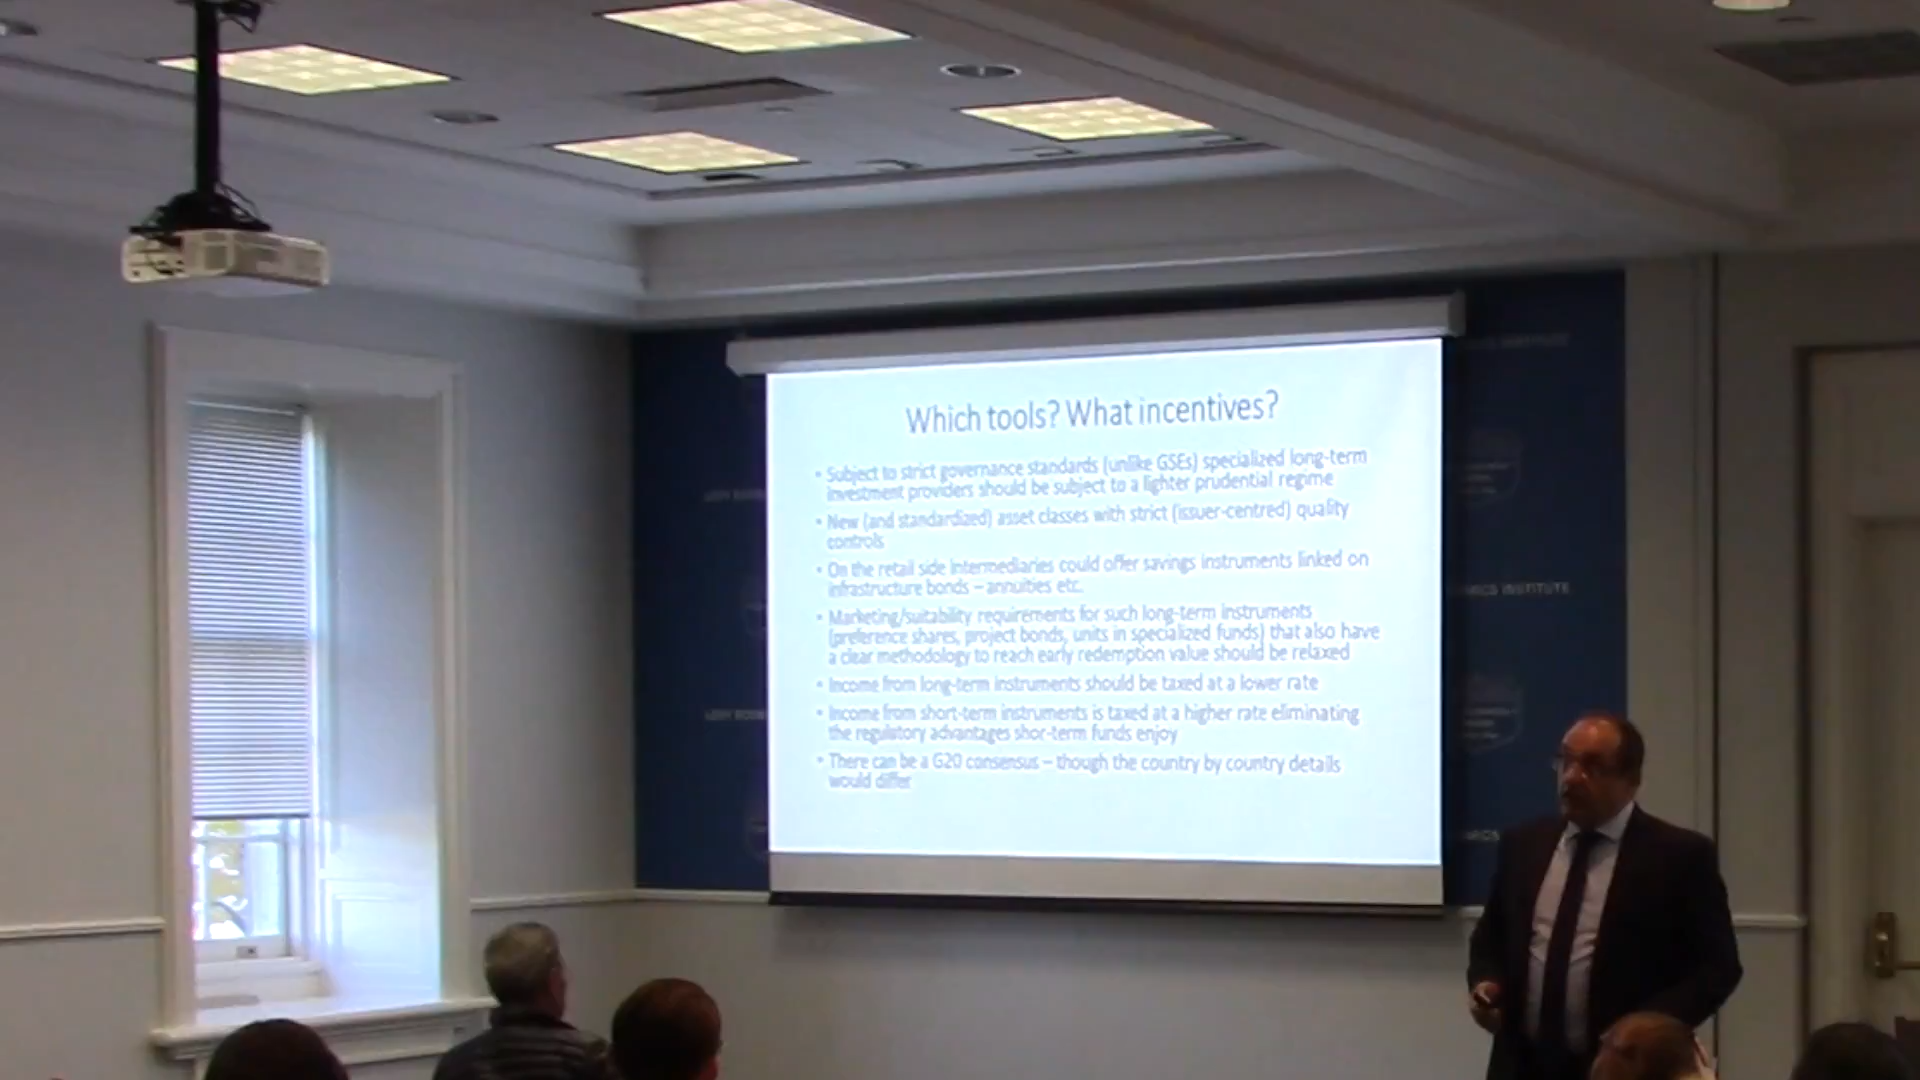 Which tools? What incentives?
• Subject to strict governance standards (unlike GSEs) specialized long-term
investment providers should be subject to a lighter prudential regime
• New (and standardized) asset classes with strict (issuer-centred) quality
controls
• On the retail side intermediaries could offer savings instruments linked on
infrastructure bonds – annuities etc.
• Marketing/suitability requirements for such long-term instruments
(preference shares, project bonds, units in specialized funds) that also have
a clear methodology to reach early redemption value should be relaxed
• Income from long-term instruments should be taxed at a lower rate
• Income from short-term instruments is taxed at a higher rate eliminating
the regulatory advantages shor-term funds enjoy
• There can be a G20 consensus – though the country by country details
would differ
INSTITUTE